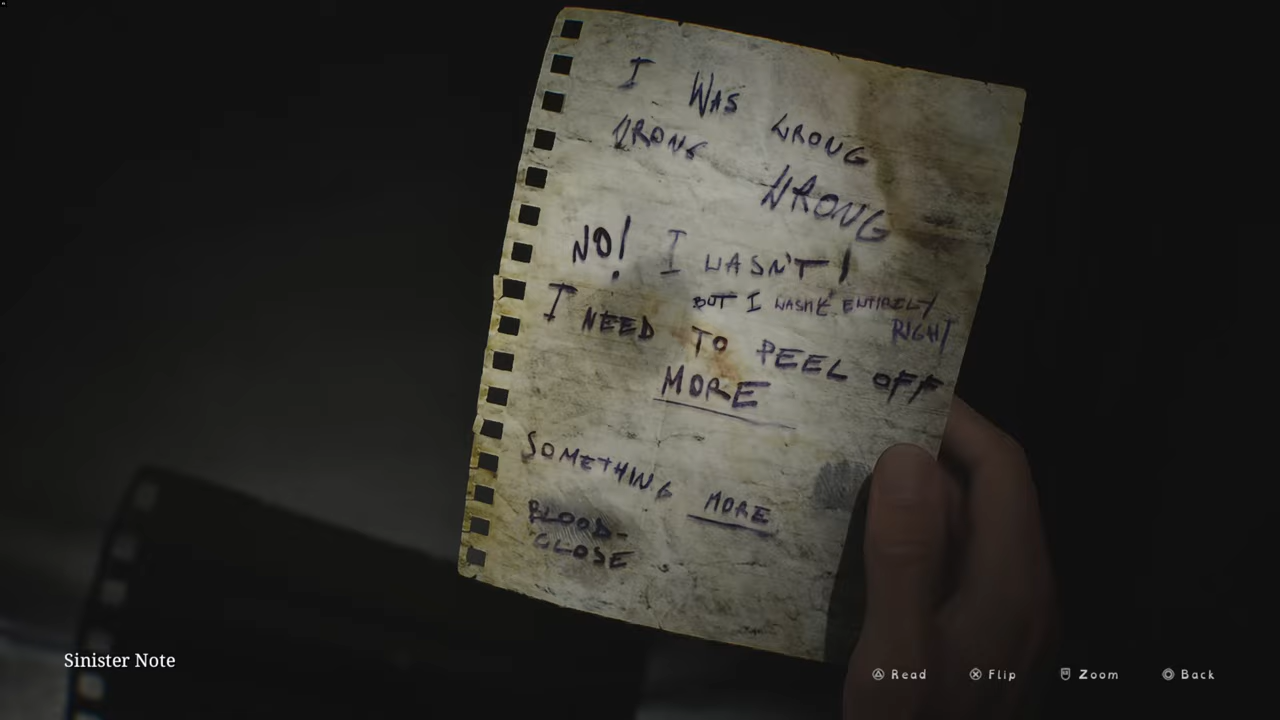 I WAS WRONG
WRONG
WRONG
NO! I WASN'T!
BUT I WASN'T ENTIRELY
RIGHT
I NEED TO PEEL OFF
MORE
SOMETHING MORE
BLOOD-
CLOSE
Sinister Note
Read Flip Zoom Back